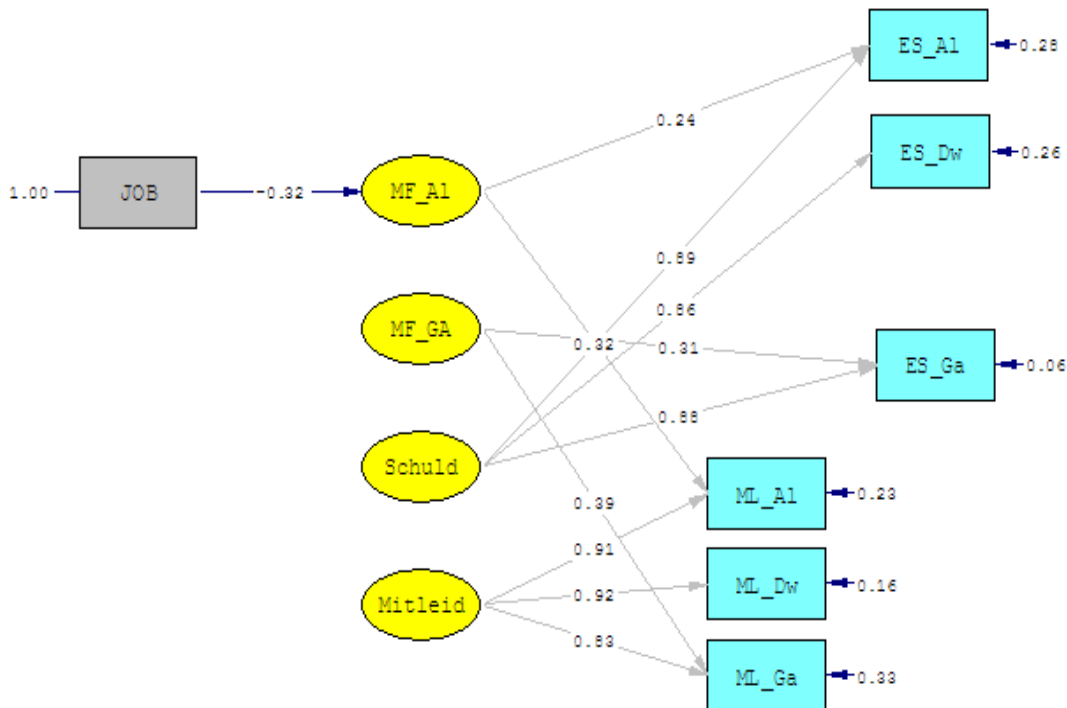 ES_Al
0.28
0.24
ES_Dw
0.26
1.00
JOB
-0.32
MF_Al
0.89
0.86
MF_GA
0.32
0.31
ES_Ga
0.06
0.88
Schuld
ML_Al
0.23
0.39
0.91
ML_Dw
0.16
Mitleid
0.92
0.83
ML_Ga
0.33